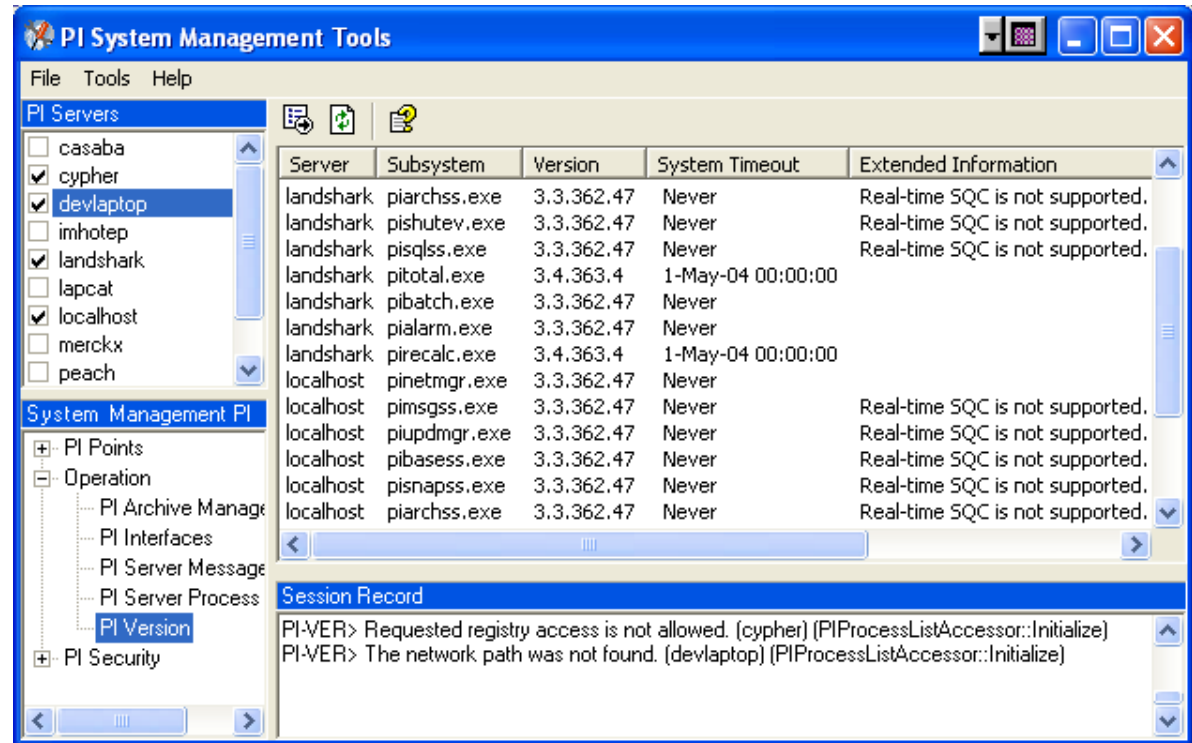 PI System Management Tools
File Tools Help
PI Servers
casaba
cypher
devlaptop
imhotep
landshark
lapcat
localhost
merckx
peach
System Management PI
PI Points
Operation
PI Archive Manage
PI Interfaces
PI Server Message
PI Server Process
PI Version
PI Security
Server Subsystem Version System Timeout Extended Information
landshark piarchss.exe 3.3.362.47 Never Real-time SQC is not supported.
landshark pishutev.exe 3.3.362.47 Never Real-time SQC is not supported.
landshark pisqlss.exe 3.3.362.47 Never Real-time SQC is not supported.
landshark pitotal.exe 3.4.363.4 1-May-04 00:00:00
landshark pibatch.exe 3.3.362.47 Never
landshark pialarm.exe 3.3.362.47 Never
landshark pirecalc.exe 3.4.363.4 1-May-04 00:00:00
localhost pinetmgr.exe 3.3.362.47 Never
localhost pimsgss.exe 3.3.362.47 Never Real-time SQC is not supported.
localhost piupdmgr.exe 3.3.362.47 Never Real-time SQC is not supported.
localhost pibasess.exe 3.3.362.47 Never Real-time SQC is not supported.
localhost pisnapss.exe 3.3.362.47 Never Real-time SQC is not supported.
localhost piarchss.exe 3.3.362.47 Never Real-time SQC is not supported.
Session Record
PI-VER> Requested registry access is not allowed. (cypher) (PIProcessListAccessor::Initialize)
PI-VER> The network path was not found. (devlaptop) (PIProcessListAccessor::Initialize)